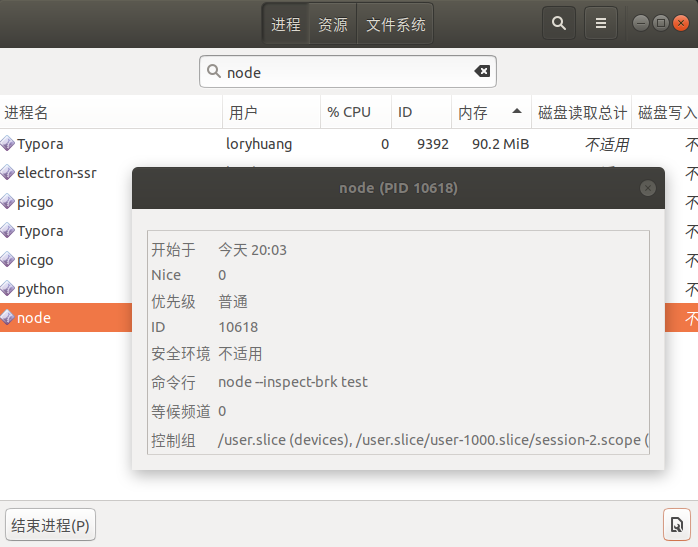 进程 资源 文件系统
node
进程名 用户 % CPU ID 内存 磁盘读取总计 磁盘写入
Typora loryhuang 0 9392 90.2 MiB 不适用 不
electron-ssr
picgo 不
Typora 不
picgo 不
python 不
node 不
node (PID 10618)
开始于 今天 20:03
Nice 0
优先级 普通
ID 10618
安全环境 不适用
命令行 node --inspect-brk test
等候频道 0
控制组 /user.slice (devices), /user.slice/user-1000.slice/session-2.scope (
结束进程(P)